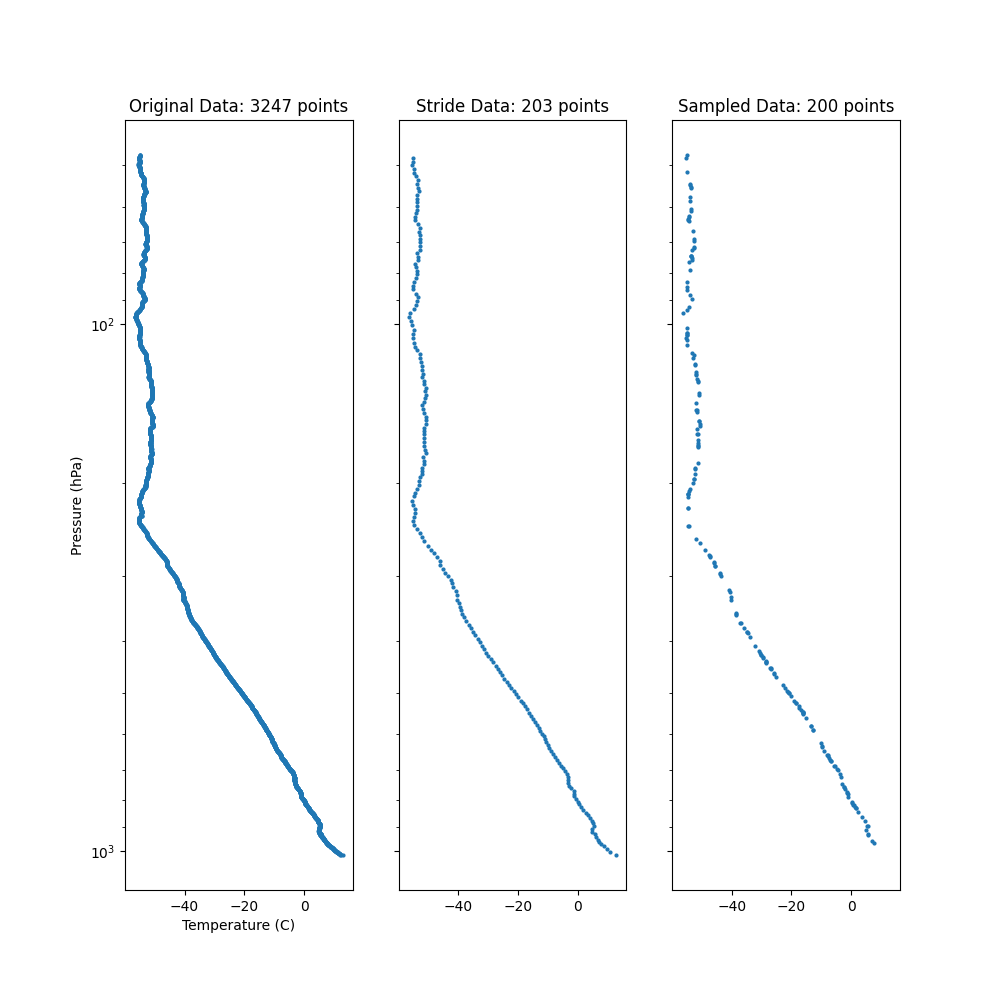 Original Data: 3247 points
Stride Data: 203 points
Sampled Data: 200 points
Pressure (hPa)
10²
10³
−40 −20 0
−40 −20 0
−40 −20 0
Temperature (C)